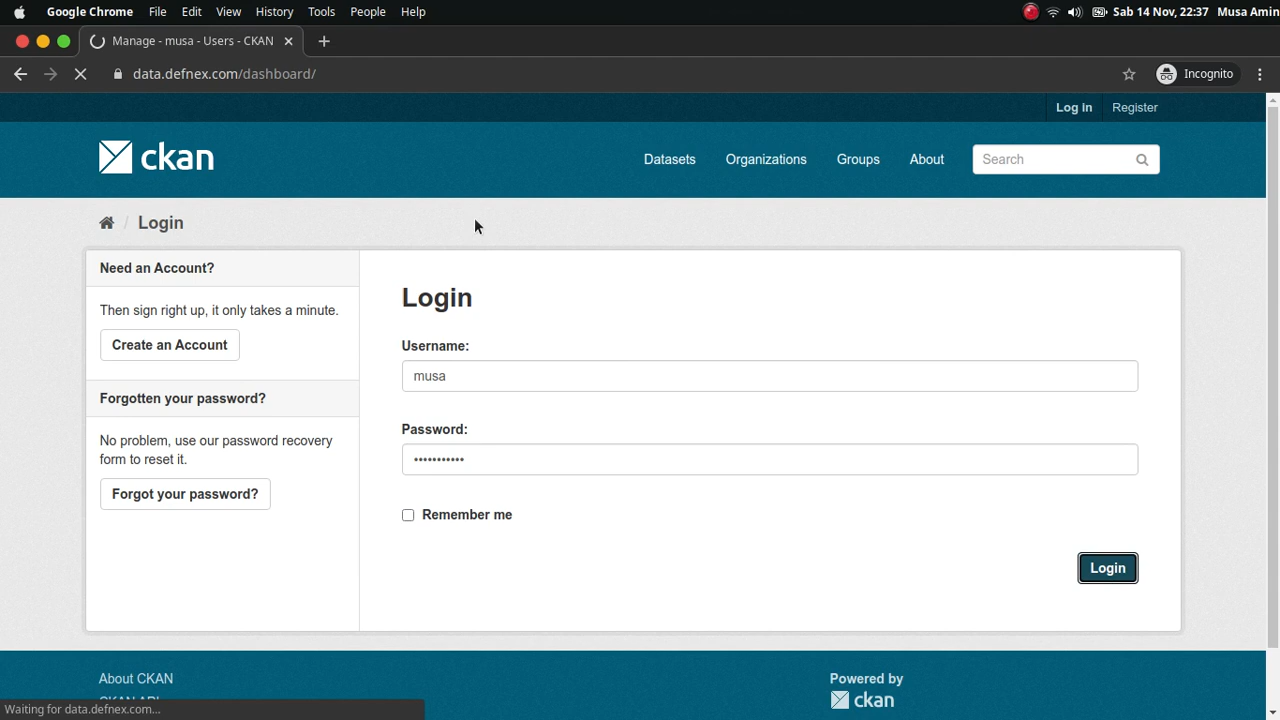 Google Chrome File Edit View History Tools People Help Sab 14 Nov, 22:37 Musa Amin
Manage - musa - Users - CKAN
data.defnex.com/dashboard/ Incognito
Log in Register
ckan Datasets Organizations Groups About Search
/ Login
Need an Account?
Then sign right up, it only takes a minute.
Create an Account
Forgotten your password?
No problem, use our password recovery
form to reset it.
Forgot your password?
Login
Username:
musa
Password:
•••••••••••
Remember me
Login
About CKAN
CKAN API
Powered by
ckan
Waiting for data.defnex.com...